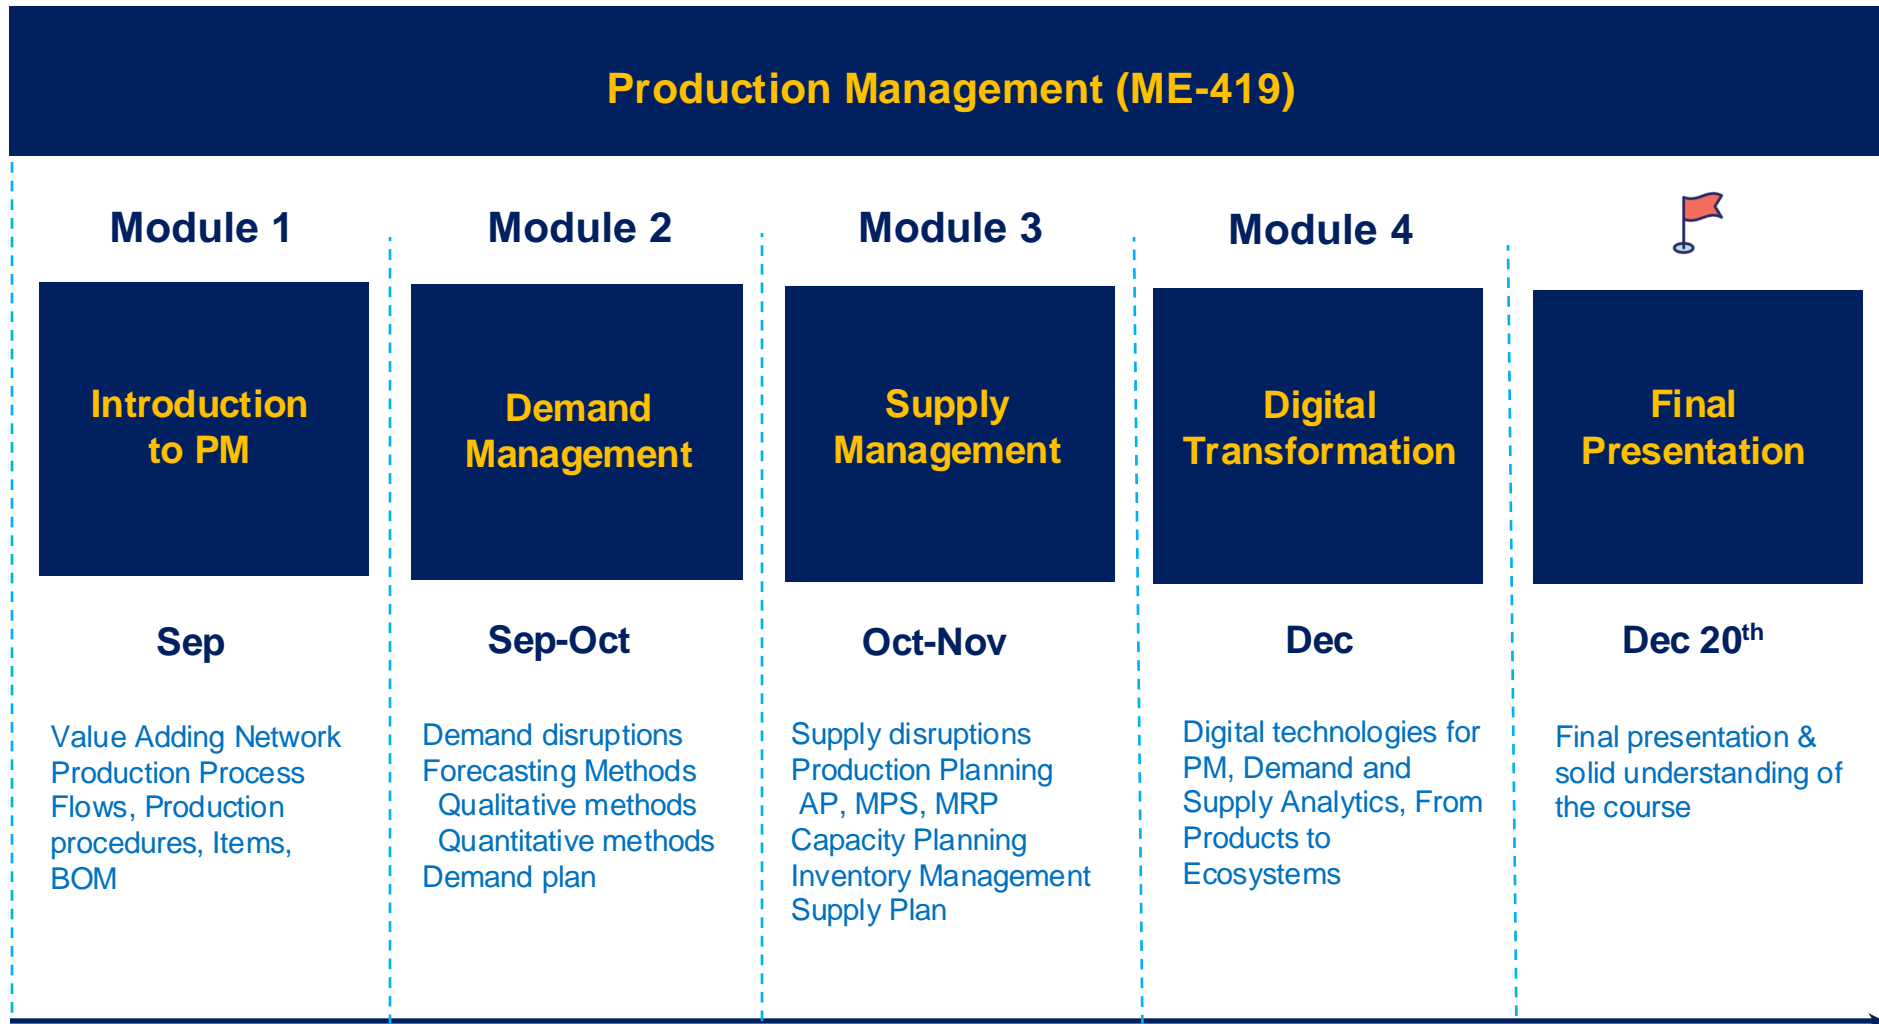 Production Management (ME-419)
Module 1
Introduction
to PM
Sep
Value Adding Network
Production Process
Flows, Production
procedures, Items,
BOM
Module 2
Demand
Management
Sep-Oct
Demand disruptions
Forecasting Methods
Qualitative methods
Quantitative methods
Demand plan
Module 3
Supply
Management
Oct-Nov
Supply disruptions
Production Planning
AP, MPS, MRP
Capacity Planning
Inventory Management
Supply Plan
Module 4
Digital
Transformation
Dec
Digital technologies for
PM, Demand and
Supply Analytics, From
Products to
Ecosystems
Final
Presentation
Dec 20th
Final presentation &
solid understanding of
the course